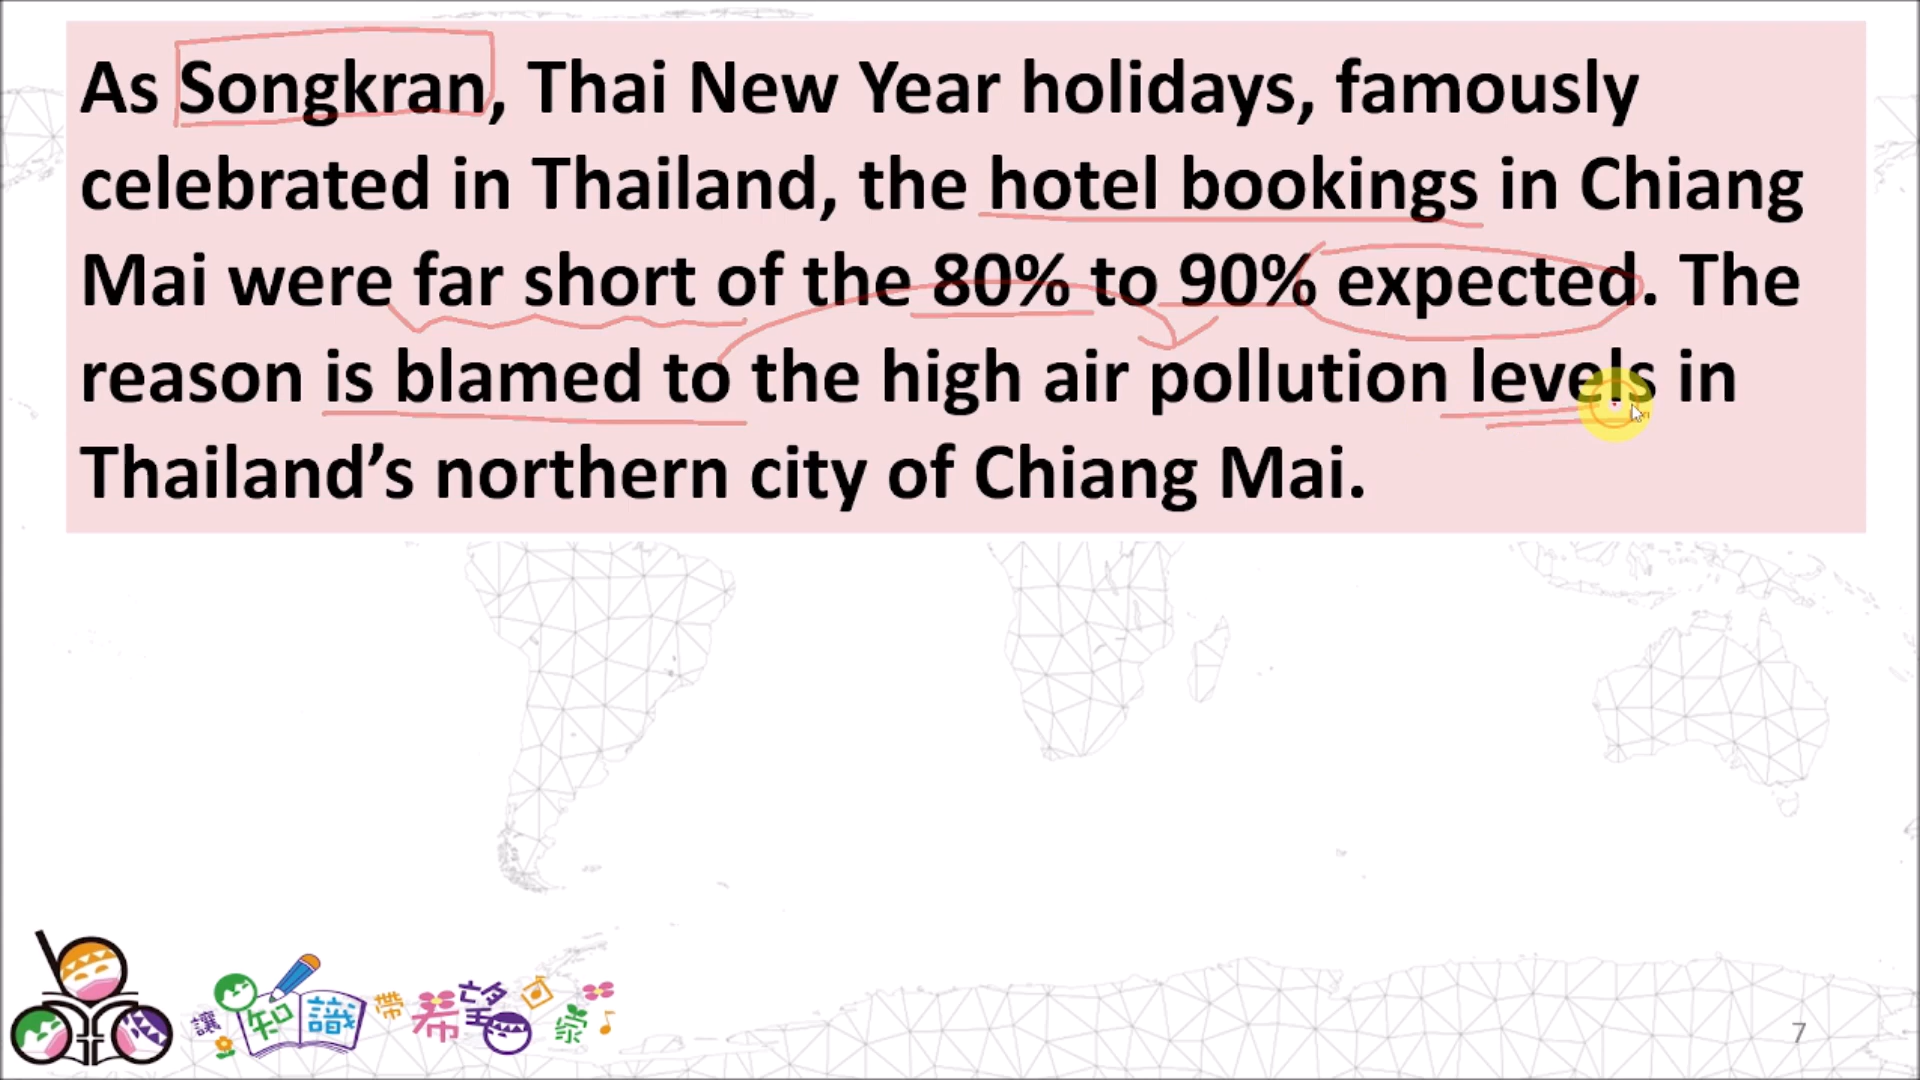 As Songkran, Thai New Year holidays, famously
celebrated in Thailand, the hotel bookings in Chiang
Mai were far short of the 80% to 90% expected. The
reason is blamed to the high air pollution levels in
Thailand’s northern city of Chiang Mai.
讓知識帶希望回家
7